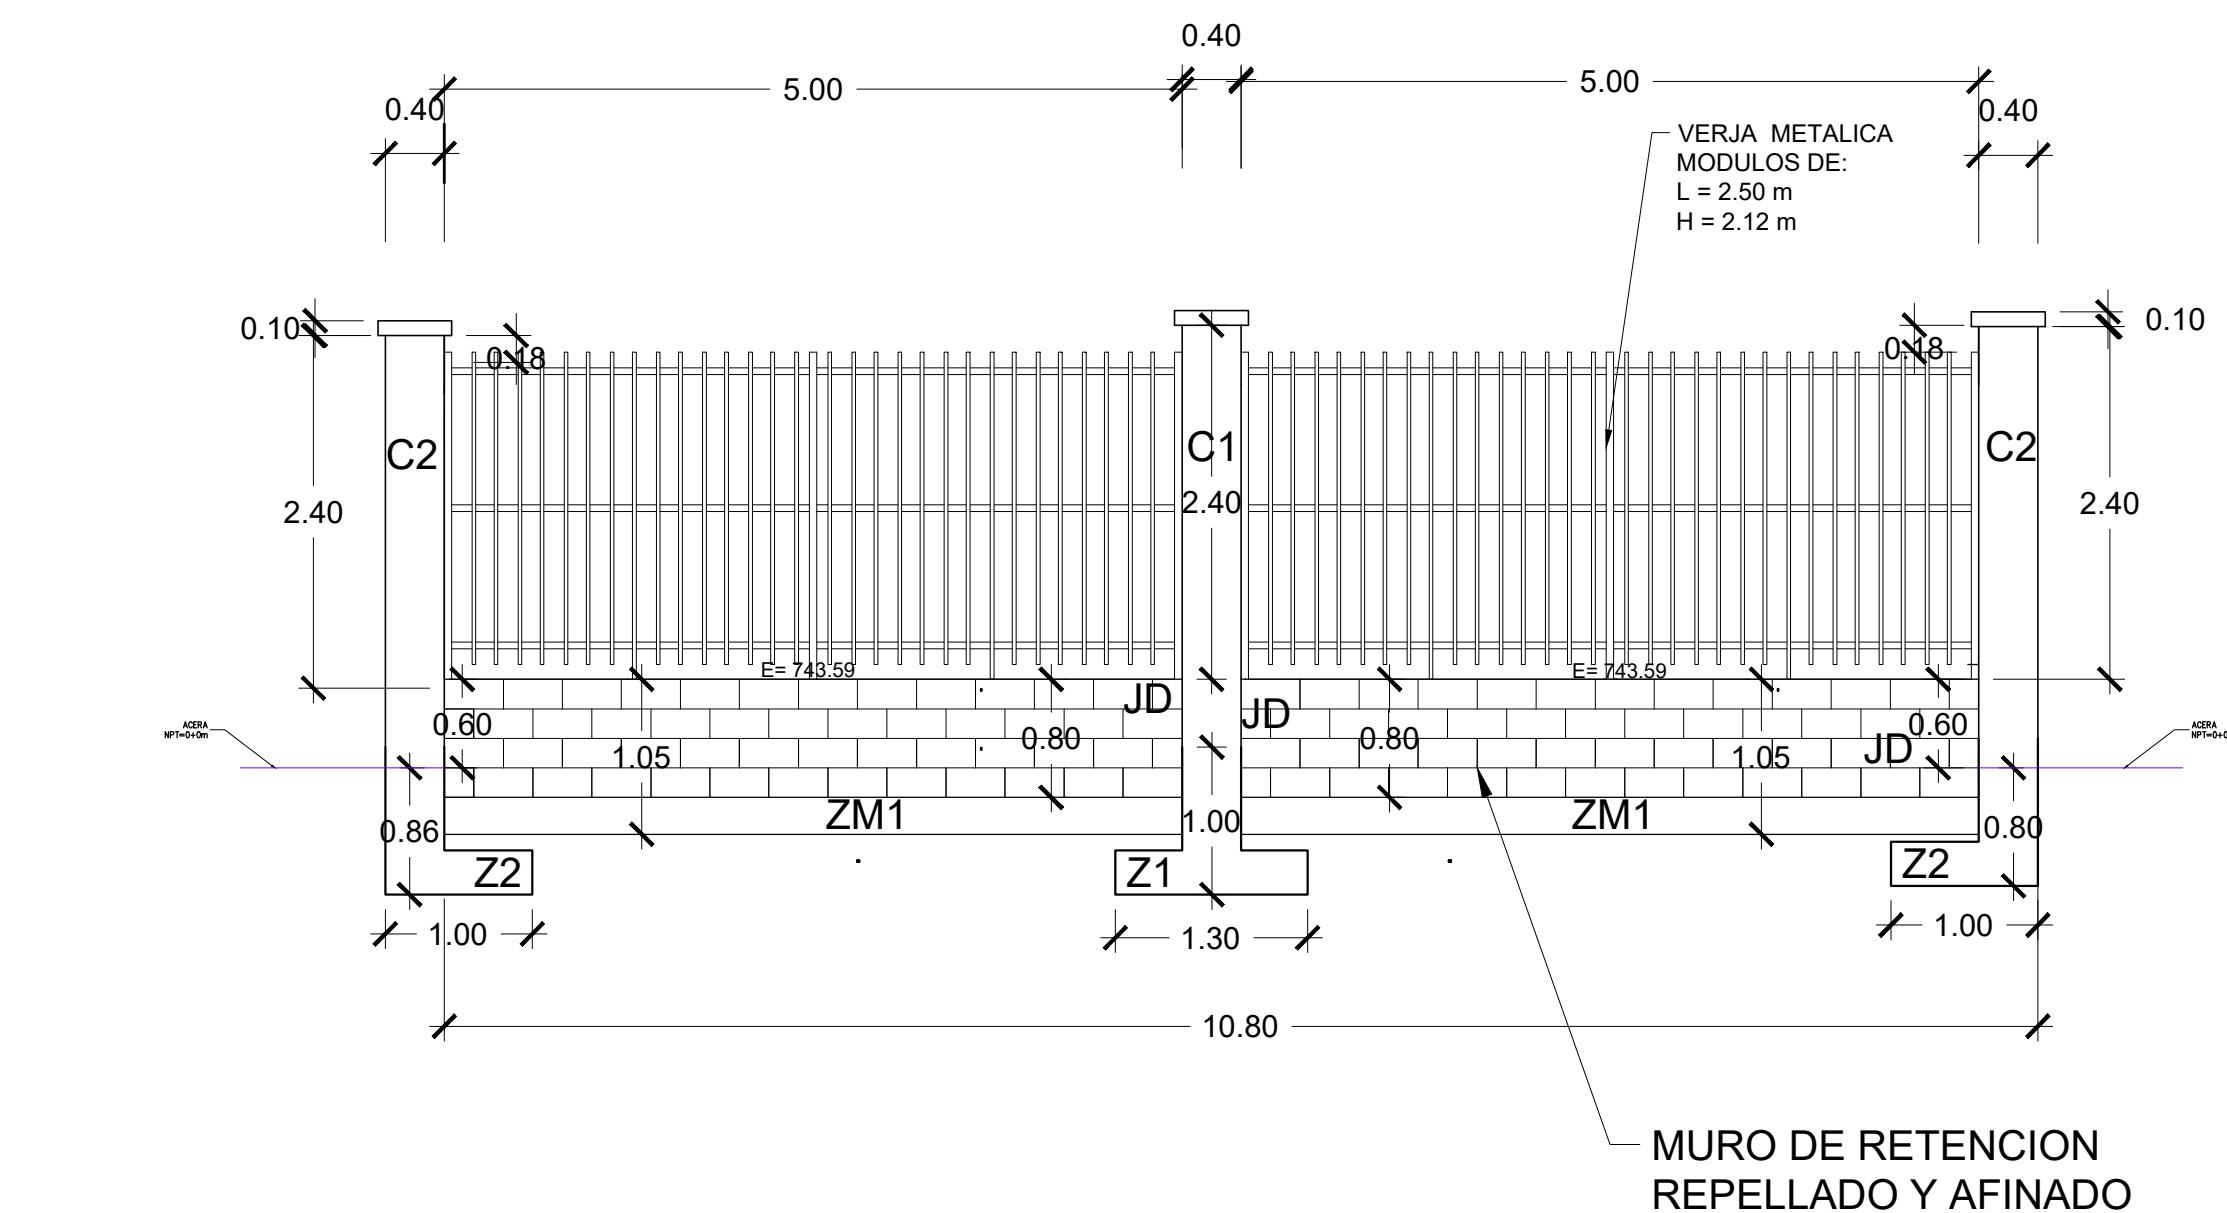 0.40
5.00
5.00
0.40
0.40
VERJA METALICA
MODULOS DE:
L = 2.50 m
H = 2.12 m
0.10
0.18
0.18
0.10
C2
C1
C2
2.40
2.40
2.40
E= 743.59
E= 743.59
JD
JD
0.60
0.80
0.80
0.60
ACERA
NPT=0+0m
1.05
1.05
JD
ACERA
NPT=0+0
ZM1
ZM1
0.86
1.00
0.80
Z2
Z1
Z2
1.00
1.30
1.00
10.80
MURO DE RETENCION
REPELLADO Y AFINADO